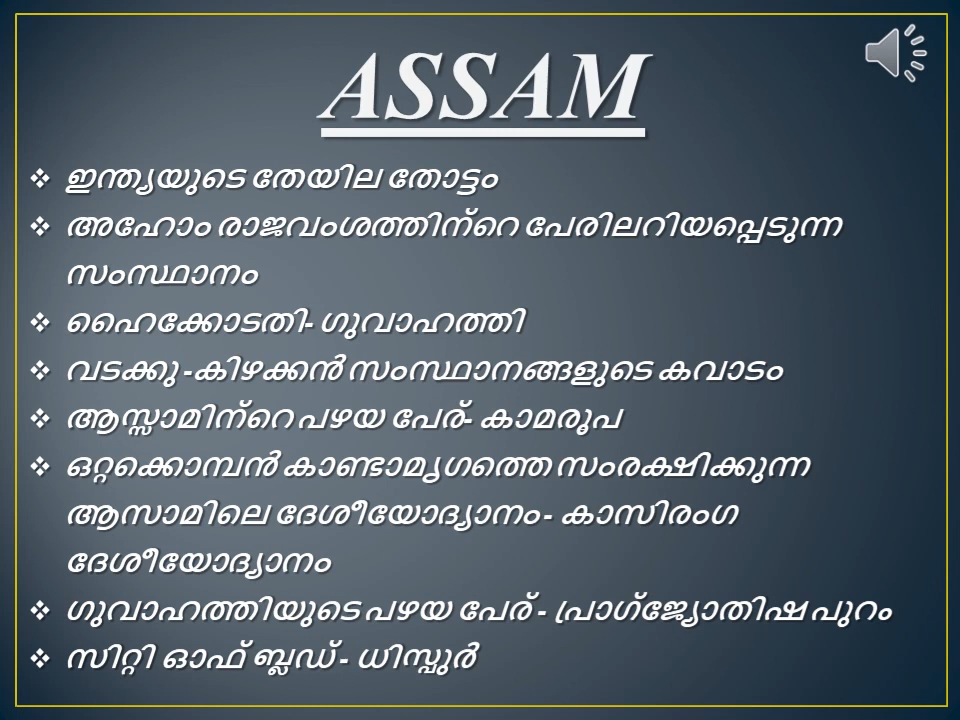 ASSAM
❖ ഇന്ത്യയുടെ തേയില തോട്ടം
❖ അഹോം രാജവംശത്തിന്റെ പേരിലറിയപ്പെടുന്ന
സംസ്ഥാനം
❖ ഹൈക്കോടതി- ഗുവാഹത്തി
❖ വടക്കു -കിഴക്കൻ സംസ്ഥാനങ്ങളുടെ കവാടം
❖ ആസ്സാമിന്റെ പഴയ പേര്- കാമരൂപ
❖ ഒറ്റക്കൊമ്പൻ കാണ്ടാമൃഗത്തെ സംരക്ഷിക്കുന്ന
ആസാമിലെ ദേശീയോദ്യാനം - കാസിരംഗ
ദേശീയോദ്യാനം
❖ ഗുവാഹത്തിയുടെ പഴയ പേര് - പ്രാഗ്ജ്യോതിഷ പുറം
❖ സിറ്റി ഓഫ് ബ്ലഡ് - ധിസ്പുർ